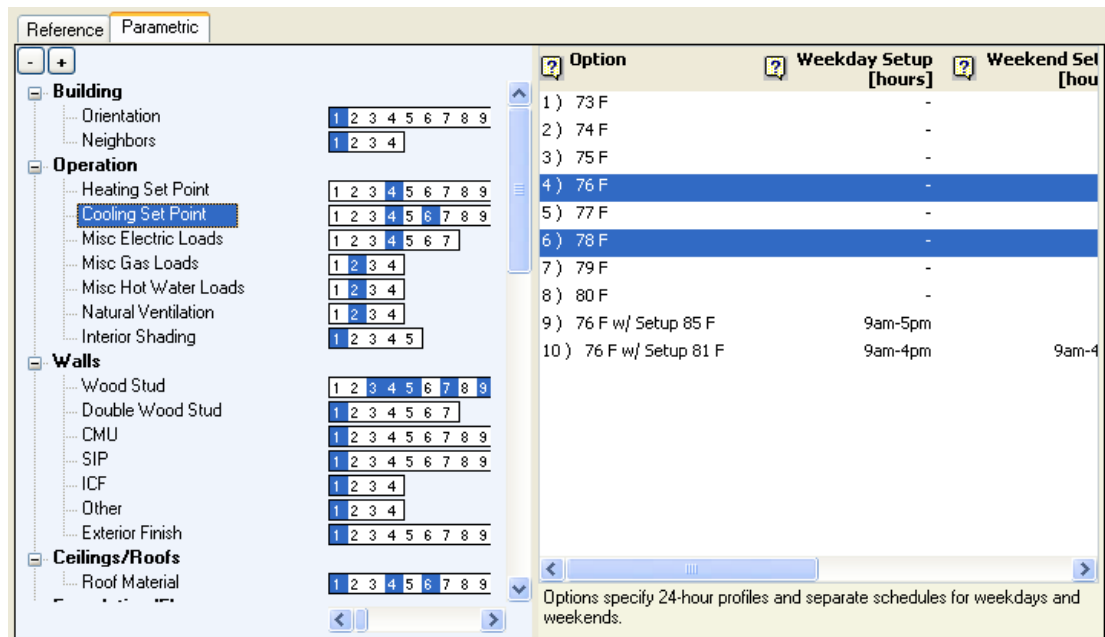 Reference Parametric
- +
Building
Orientation 1 2 3 4 5 6 7 8 9
Neighbors 1 2 3 4
Operation
Heating Set Point 1 2 3 4 5 6 7 8 9
Cooling Set Point 1 2 3 4 5 6 7 8 9
Misc Electric Loads 1 2 3 4 5 6 7
Misc Gas Loads 1 2 3 4
Misc Hot Water Loads 1 2 3 4
Natural Ventilation 1 2 3 4
Interior Shading 1 2 3 4 5
Walls
Wood Stud 1 2 3 4 5 6 7 8 9
Double Wood Stud 1 2 3 4 5 6 7
CMU 1 2 3 4 5 6 7 8 9
SIP 1 2 3 4 5 6 7 8 9
ICF 1 2 3 4
Other 1 2 3 4
Exterior Finish 1 2 3 4 5 6 7 8 9
Ceilings/Roofs
Roof Material 1 2 3 4 5 6 7 8 9
? Option ? Weekday Setup ? Weekend Set
[hours] [hou
1 ) 73 F -
2 ) 74 F -
3 ) 75 F -
4 ) 76 F -
5 ) 77 F -
6 ) 78 F -
7 ) 79 F -
8 ) 80 F -
9 ) 76 F w/ Setup 85 F 9am-5pm
10 ) 76 F w/ Setup 81 F 9am-4pm 9am-4
Options specify 24-hour profiles and separate schedules for weekdays and
weekends.